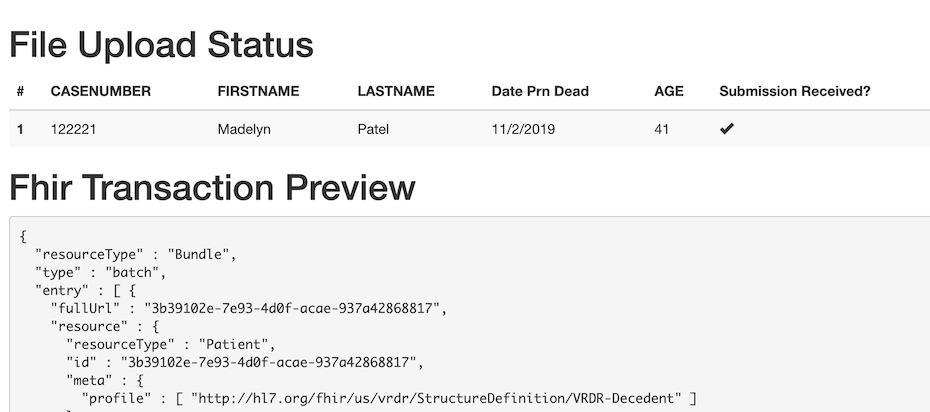 File Upload Status
# CASENUMBER FIRSTNAME LASTNAME Date Prn Dead AGE Submission Received?
1 122221 Madelyn Patel 11/2/2019 41 ✔
Fhir Transaction Preview
{
  "resourceType" : "Bundle",
  "type" : "batch",
  "entry" : [ {
    "fullUrl" : "3b39102e-7e93-4d0f-acae-937a42868817",
    "resource" : {
      "resourceType" : "Patient",
      "id" : "3b39102e-7e93-4d0f-acae-937a42868817",
      "meta" : {
        "profile" : [ "http://hl7.org/fhir/us/vrdr/StructureDefinition/VRDR-Decedent" ]